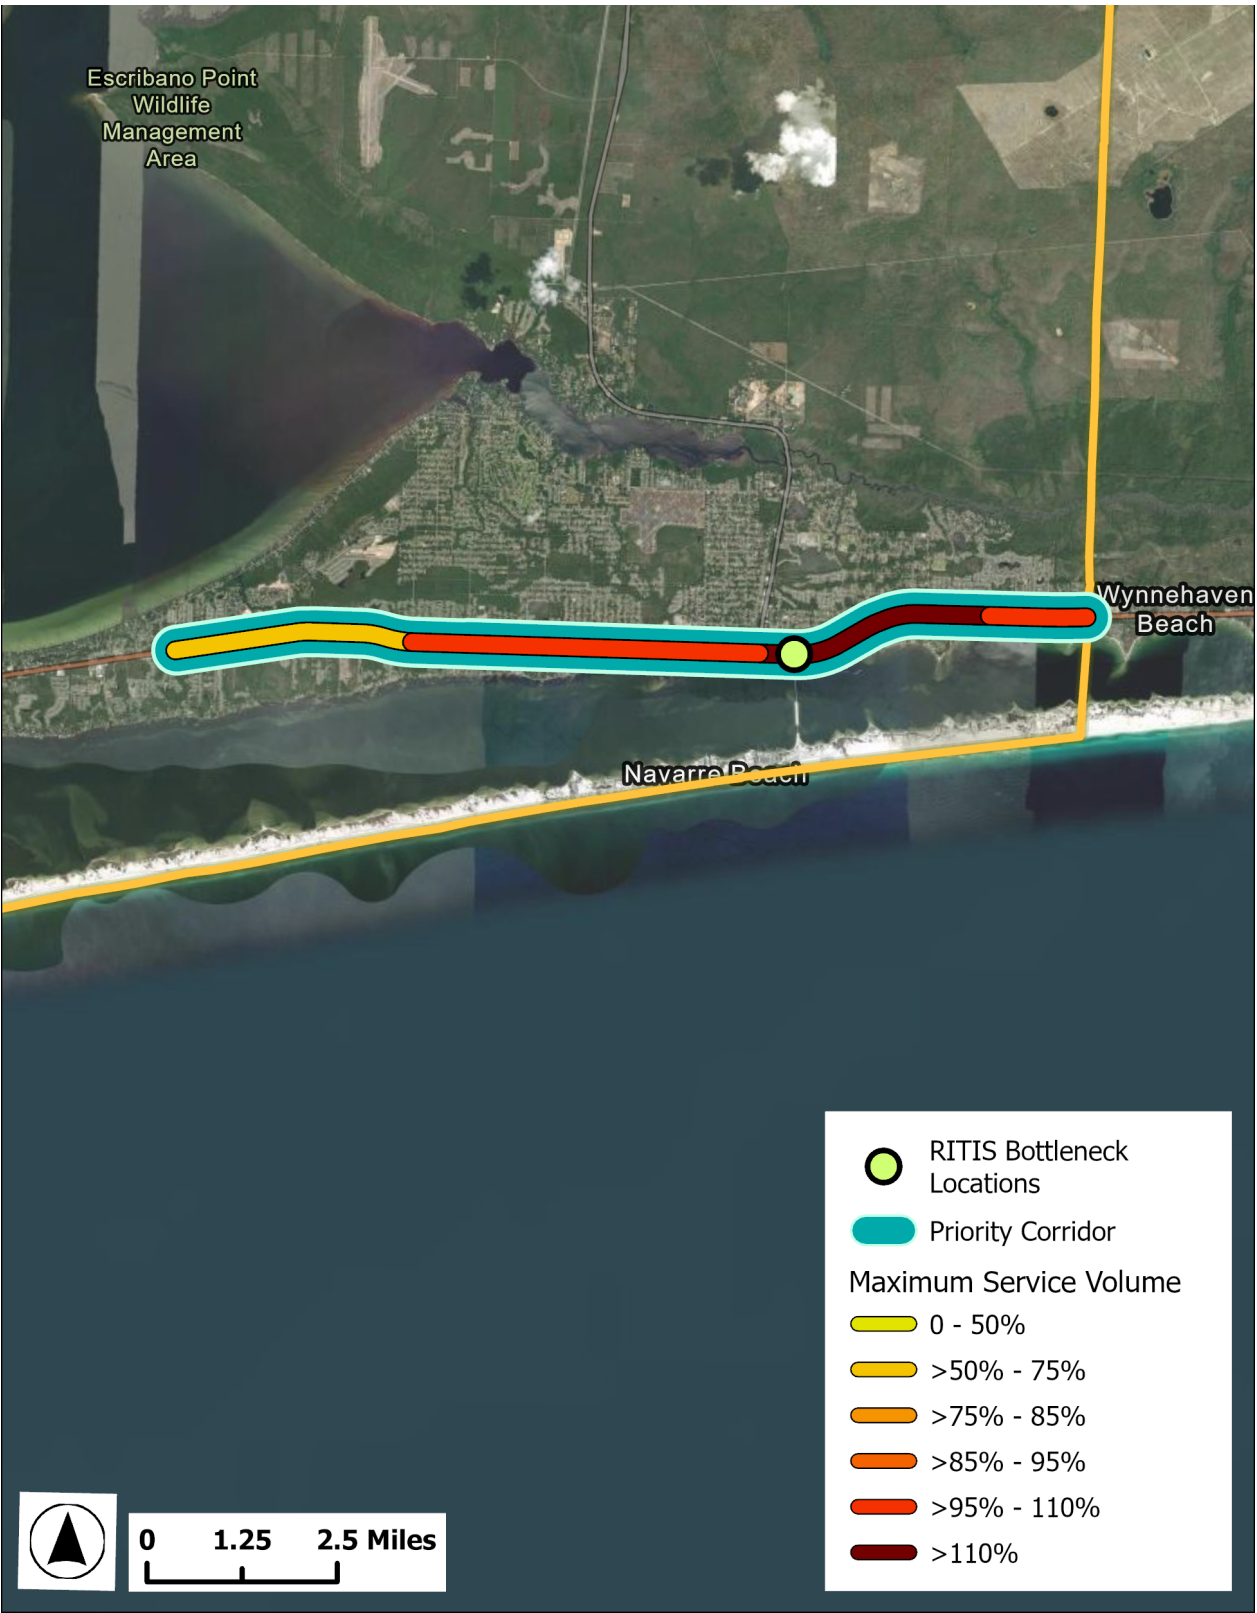 Escribano Point
Wildlife
Management
Area
Wynnehaven
Beach
Navarre Beach
RITIS Bottleneck
Locations
Priority Corridor
Maximum Service Volume
0 - 50%
>50% - 75%
>75% - 85%
>85% - 95%
>95% - 110%
>110%
0 1.25 2.5 Miles